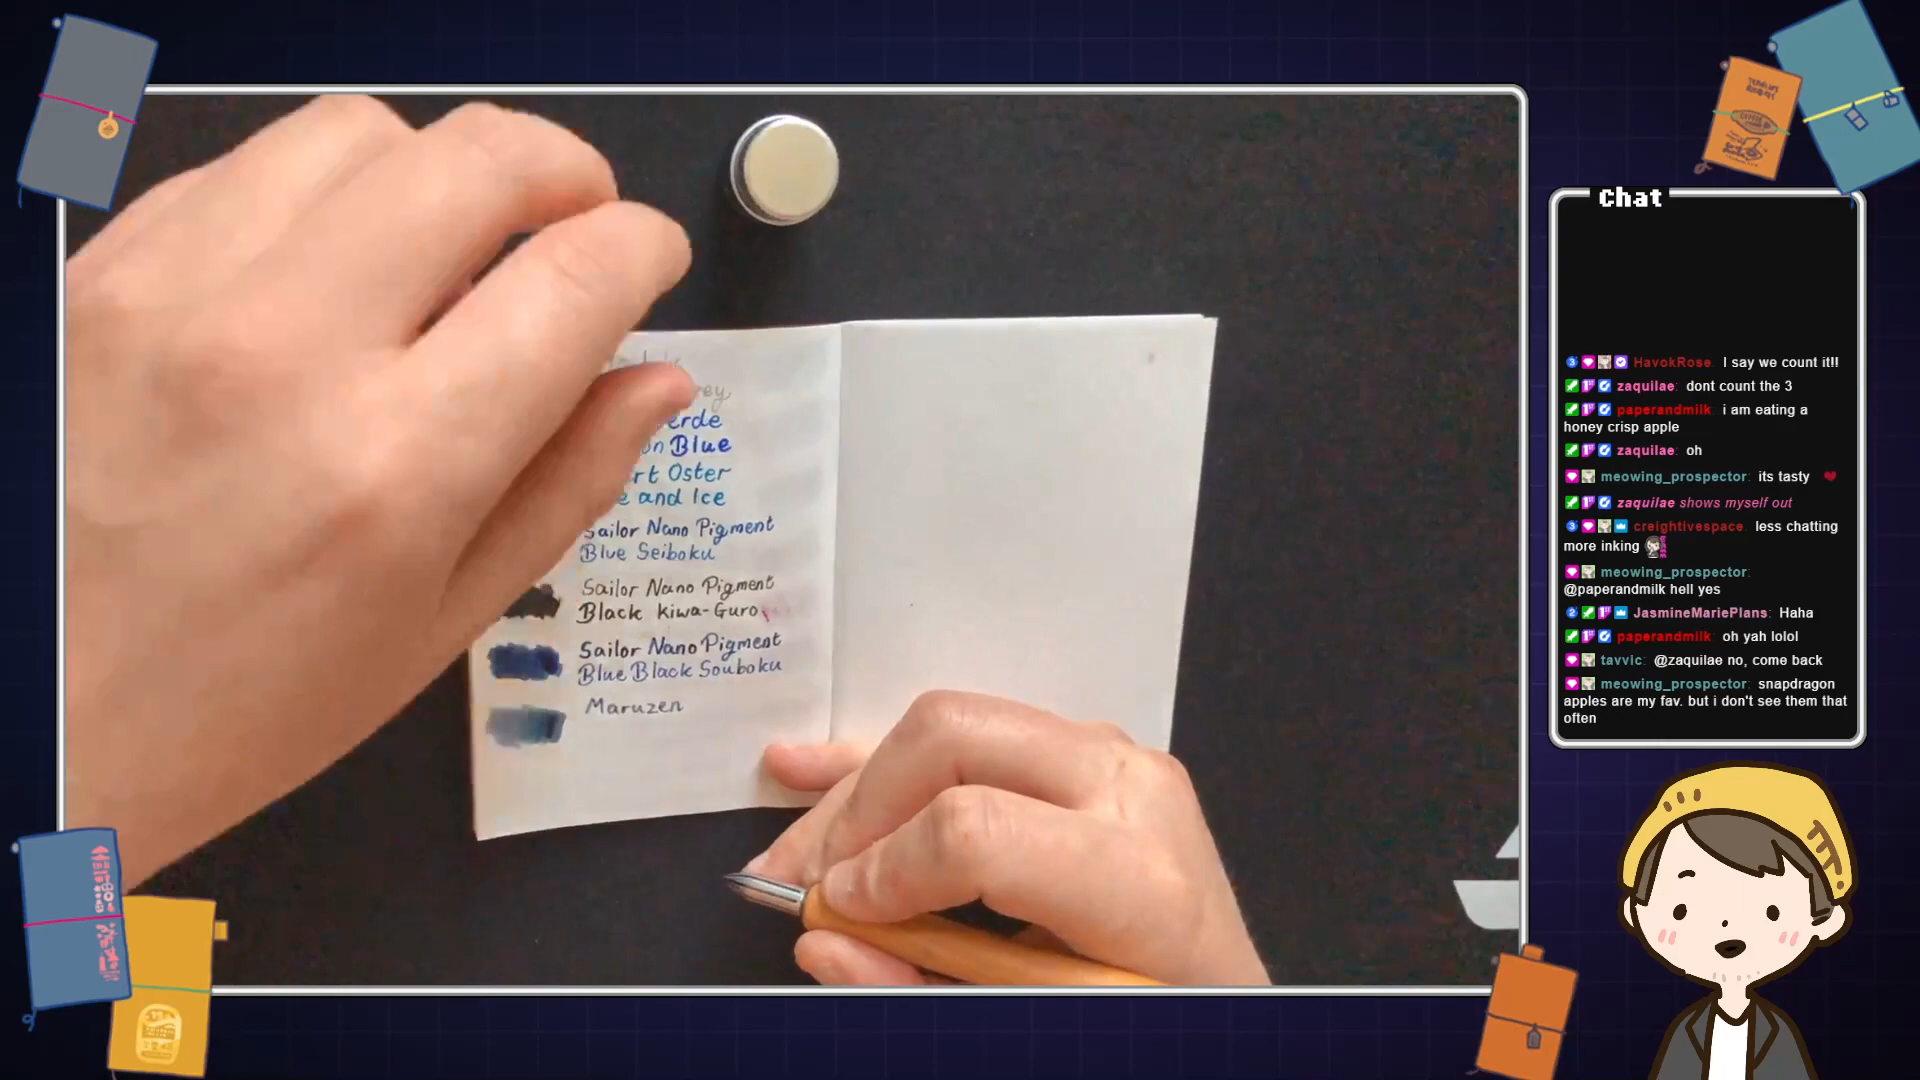 erde
on Blue
rt Oster
e and Ice
Sailor Nano Pigment
Blue Seiboku
Sailor Nano Pigment
Black Kiwa-Guro
Sailor Nano Pigment
Blue Black Souboku
Maruzen
chat
HavokRose: I say we count it!!
zaquilae: dont count the 3
paperandmilk: i am eating a
honey crisp apple
zaquilae: oh
meowing_prospector: its tasty
zaquilae shows myself out
creightivespace: less chatting
more inking
meowing_prospector:
@paperandmilk hell yes
JasmineMariePlans: Haha
paperandmilk: oh yah lolol
tavvic: @zaquilae no, come back
meowing_prospector: snapdragon
apples are my fav. but i don't see them that
often